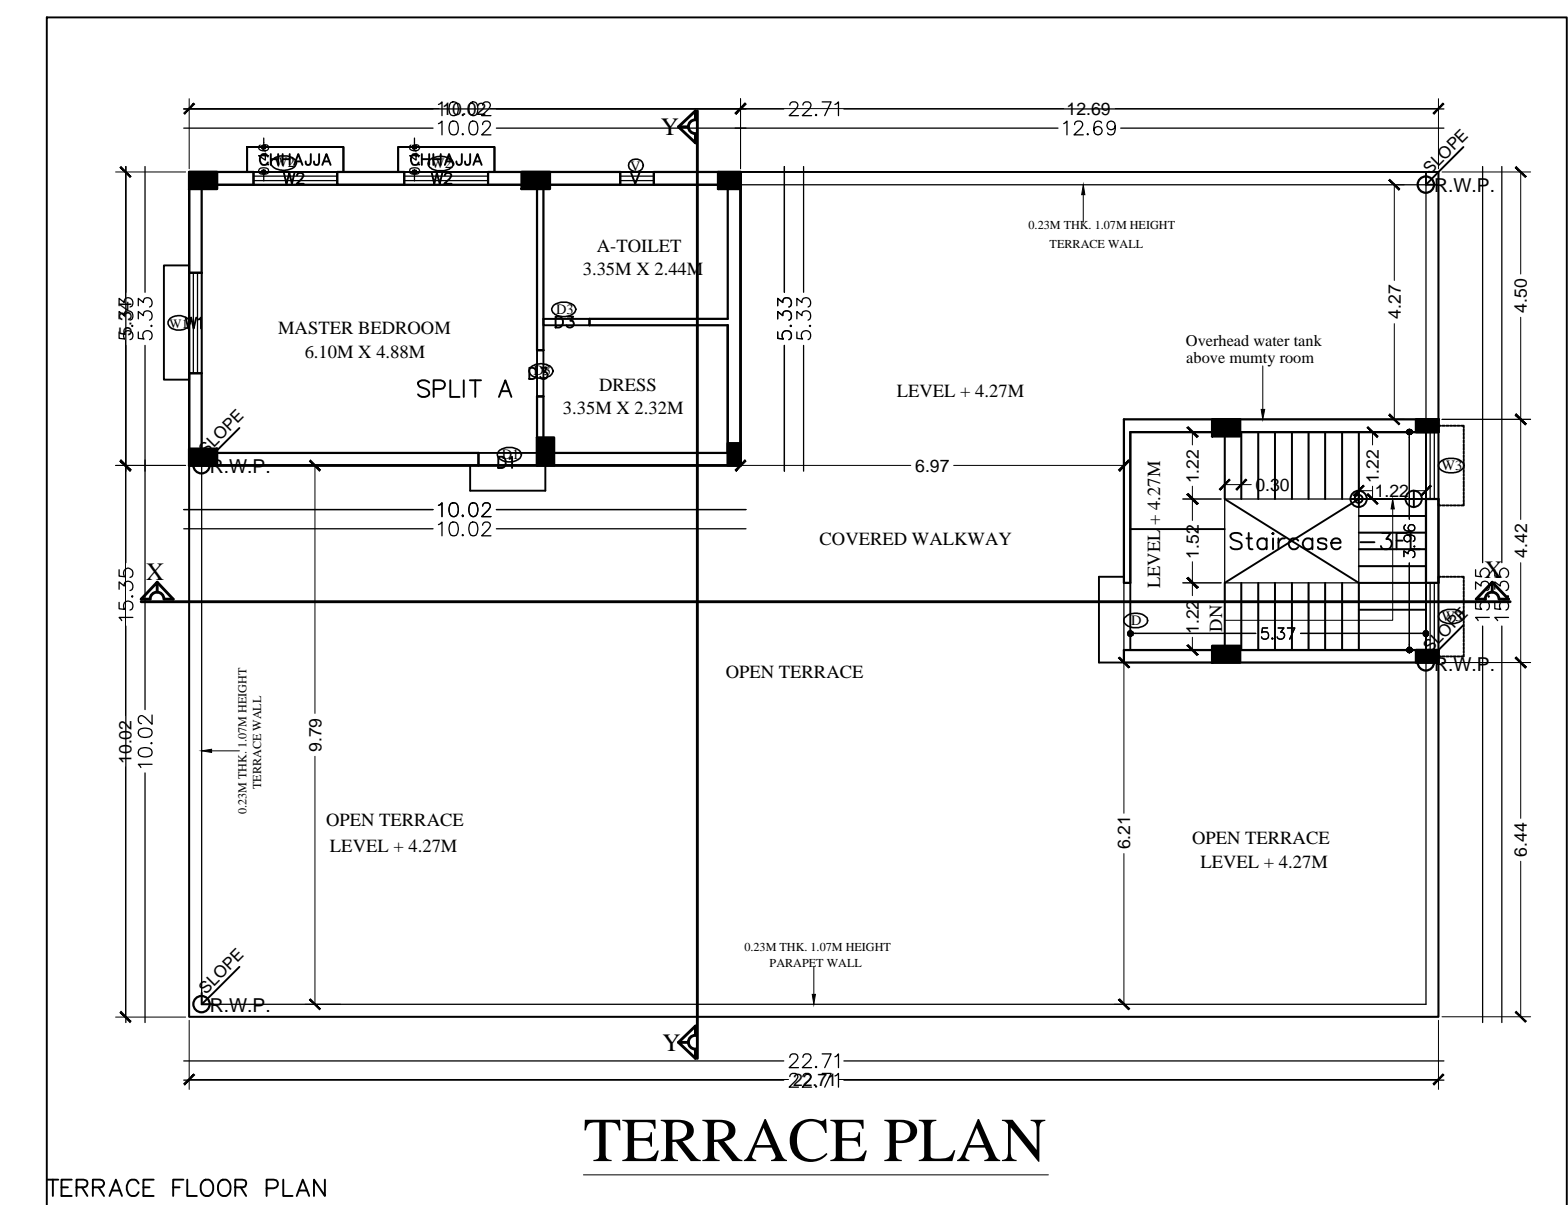 10.02
22.71
12.69
10.02
12.69
Y
SLOPE
CHHAJJA
CHHAJJA
V
W2
W2
V
R.W.P.
0.23M THK. 1.07M HEIGHT
TERRACE WALL
A-TOILET
3.35M X 2.44M
4.27
4.50
5.33
5.33
5.33
W1
D3
D3
MASTER BEDROOM
6.10M X 4.88M
Overhead water tank
above mumty room
SPLIT A
DRESS
3.35M X 2.32M
LEVEL + 4.27M
SLOPE
R.W.P.
D1
D1
6.97
LEVEL + 4.27M
1.22
1.22
W3
0.30
1.22
10.02
10.02
COVERED WALKWAY
1.52
Staircase
3.96
4.42
X
X
15.35
15.35
15.35
1.22
DN
D
5.37
SLOPE
R.W.P.
OPEN TERRACE
0.23M THK. 1.07M HEIGHT
TERRACE WALL
10.02
10.02
9.79
OPEN TERRACE
LEVEL + 4.27M
6.21
OPEN TERRACE
LEVEL + 4.27M
6.44
0.23M THK. 1.07M HEIGHT
PARAPET WALL
SLOPE
R.W.P.
Y
22.71
22.71
TERRACE PLAN
TERRACE FLOOR PLAN